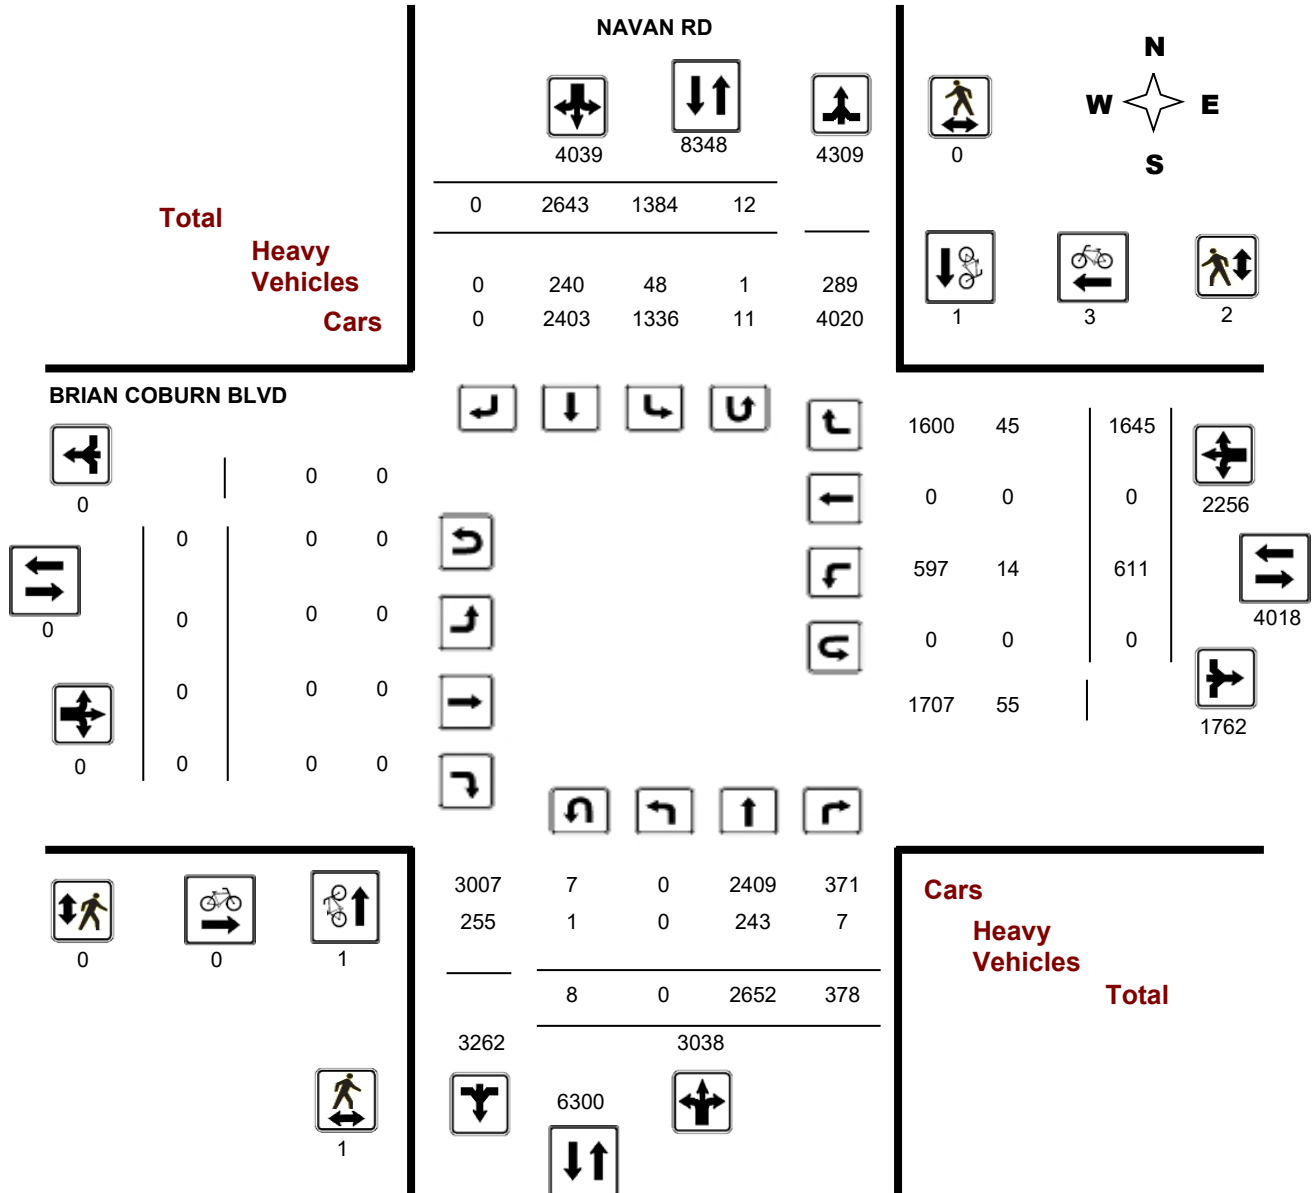 NAVAN RD
N
W E
S
4039 8348 4309 0
0 2643 1384 12
Total
Heavy
Vehicles 0 240 48 1 289
Cars 0 2403 1336 11 4020
1 3 2
BRIAN COBURN BLVD
1600 45 1645
0 0 0
0 0 0 2256
0 0 0
597 14 611
0 0 0 0 4018
0 0 0
0 0 0
1707 55 1762
0 0 0 0
3007 7 0 2409 371
255 1 0 243 7
0 0 1
Cars
Heavy
Vehicles
Total
8 0 2652 378
3262 3038
6300
1